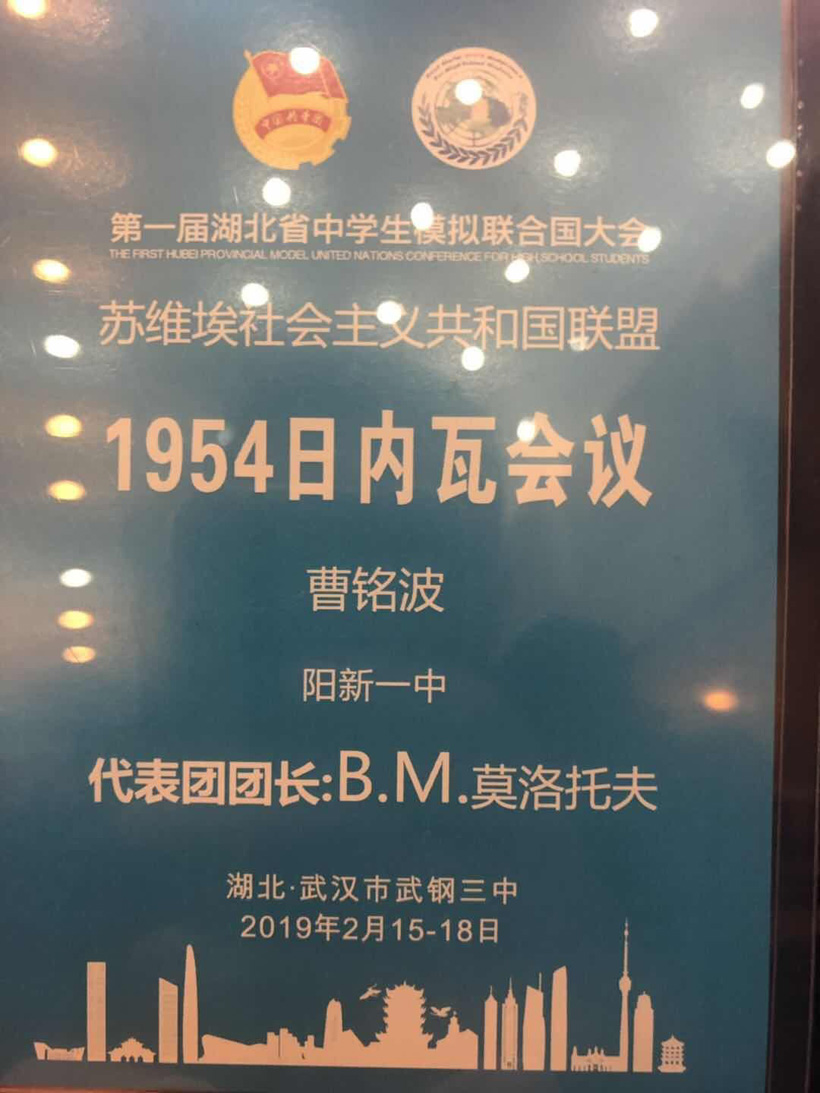 第一届湖北省中学生模拟联合国大会
THE FIRST HUBEI PROVINCIAL MODEL UNITED NATIONS CONFERENCE FOR HIGH SCHOOL STUDENTS
苏维埃社会主义共和国联盟
1954日内瓦会议
曹铭波
阳新一中
代表团团长:B.M.莫洛托夫
湖北·武汉市武钢三中
2019年2月15-18日